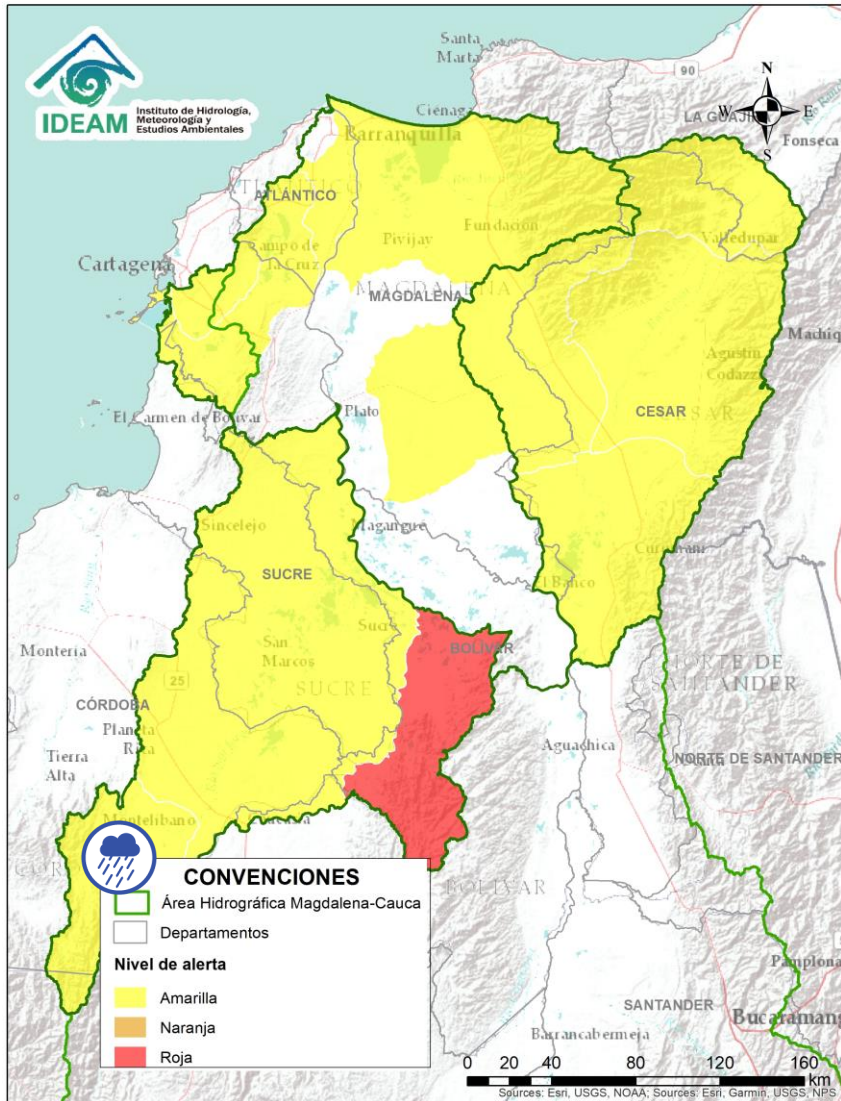 Santa
Marta
90
N
W E
S
IDEAM
Instituto de Hidrología,
Meteorología y
Estudios Ambientales
Ciénaga
LA GUAJIRA
Barranquilla
Fonseca
ATLÁNTICO
Fundación
Valledupar
Pivijay
Campo de
la Cruz
Cartagena
MAGDALENA
MAGDALENA
Agustín
Codazzi
CESAR
Plato
El Carmen de Bolívar
Sincelejo
Magangue
SUCRE
El Banco
Sucre
San
Marcos
BOLÍVAR
Montería
SUCRE
25
NORTE DE
SANTANDER
CÓRDOBA
Planeta
Rica
Aguachica
Tierra
Alta
NORTE DE SANTANDER
Montelibano
BOLÍVAR
CONVENCIONES
Área Hidrográfica Magdalena-Cauca
Departamentos
Nivel de alerta
Amarilla
Naranja
Roja
Pamplona
SANTANDER
Bucaramang
Barrancabermeja
0 20 40 80 120 160
Km
Sources: Esri, USGS, NOAA; Sources: Esri, Garmin, USGS, NPS